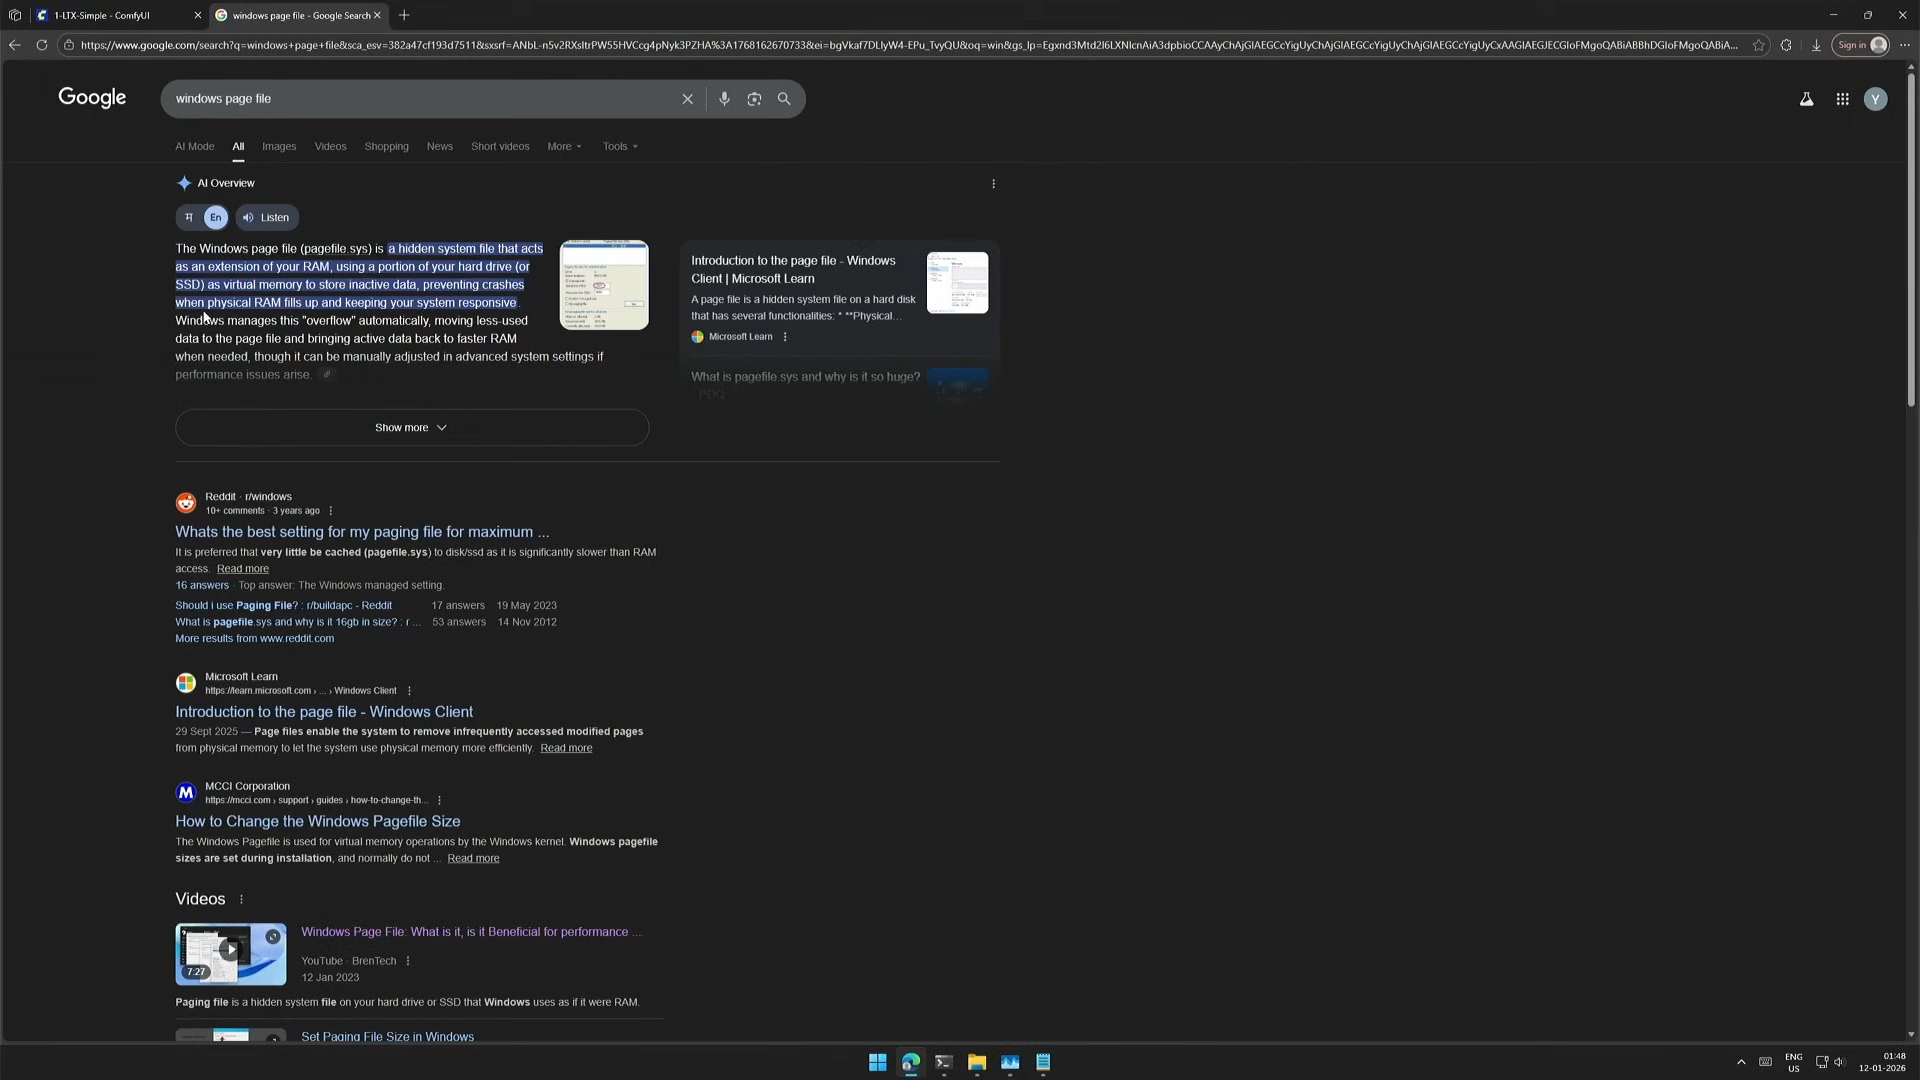 1-LTX-Simple - ComfyUI
windows page file - Google Search
Sign in
Google
windows page file
Y
AI Mode
All
Images
Videos
Shopping
News
Short videos
More
Tools
AI Overview
म
En
Listen
The Windows page file (pagefile.sys) is a hidden system file that acts
as an extension of your RAM, using a portion of your hard drive (or
SSD) as virtual memory to store inactive data, preventing crashes
when physical RAM fills up and keeping your system responsive.
Windows manages this "overflow" automatically, moving less-used
data to the page file and bringing active data back to faster RAM
when needed, though it can be manually adjusted in advanced system settings if
performance issues arise.
Introduction to the page file - Windows
Client | Microsoft Learn
A page file is a hidden system file on a hard disk
that has several functionalities: * **Physical...
Microsoft Learn
What is pagefile.sys and why is it so huge?
PDQ
Show more
Reddit · r/windows
10+ comments · 3 years ago
Whats the best setting for my paging file for maximum ...
It is preferred that very little be cached (pagefile.sys) to disk/ssd as it is significantly slower than RAM
access. Read more
16 answers · Top answer: The Windows managed setting.
Should i use Paging File? : r/buildapc - Reddit 17 answers 19 May 2023
What is pagefile.sys and why is it 16gb in size? : r ... 53 answers 14 Nov 2012
More results from www.reddit.com
Microsoft Learn
https://learn.microsoft.com › ... › Windows Client
Introduction to the page file - Windows Client
29 Sept 2025 — Page files enable the system to remove infrequently accessed modified pages
from physical memory to let the system use physical memory more efficiently. Read more
MCCI Corporation
https://mcci.com › support › guides › how-to-change-th...
How to Change the Windows Pagefile Size
The Windows Pagefile is used for virtual memory operations by the Windows kernel. Windows pagefile
sizes are set during installation, and normally do not ... Read more
Videos
7:27
Windows Page File: What is it, is it Beneficial for performance ...
YouTube · BrenTech
12 Jan 2023
Paging file is a hidden system file on your hard drive or SSD that Windows uses as if it were RAM.
Set Paging File Size in Windows
ENG
US
01:48
12-01-2026